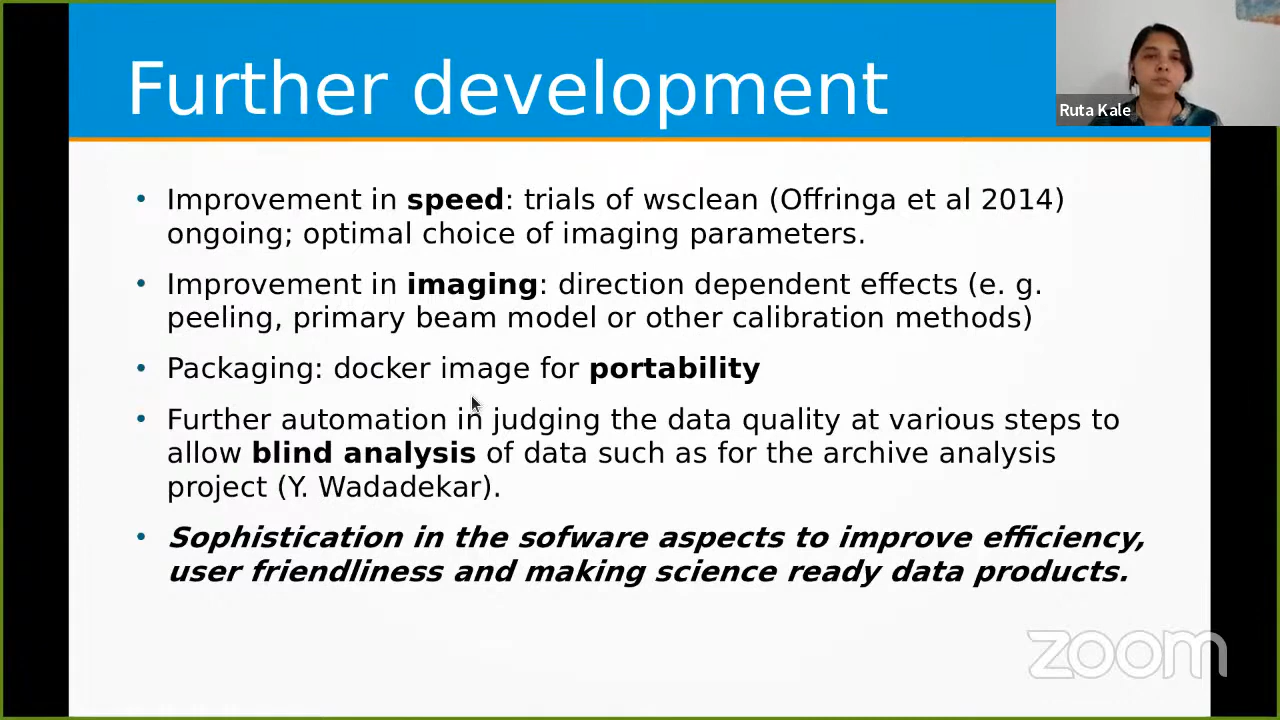 Further development
Ruta Kale
• Improvement in speed: trials of wsclean (Offringa et al 2014)
ongoing; optimal choice of imaging parameters.
• Improvement in imaging: direction dependent effects (e. g.
peeling, primary beam model or other calibration methods)
• Packaging: docker image for portability
• Further automation in judging the data quality at various steps to
allow blind analysis of data such as for the archive analysis
project (Y. Wadadekar).
• Sophistication in the sofware aspects to improve efficiency,
user friendliness and making science ready data products.
zoom